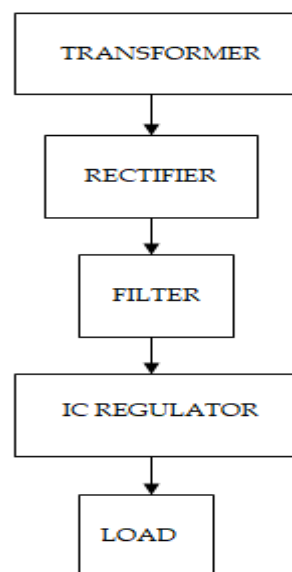 TRANSFORMER
RECTIFIER
FILTER
IC REGULATOR
LOAD